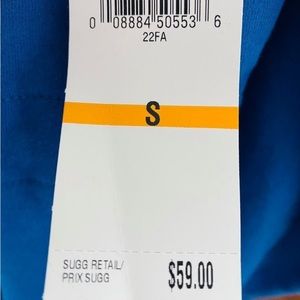 0 08884 50553 6
22FA
S
SUGG RETAIL/
PRIX SUGG
$59.00